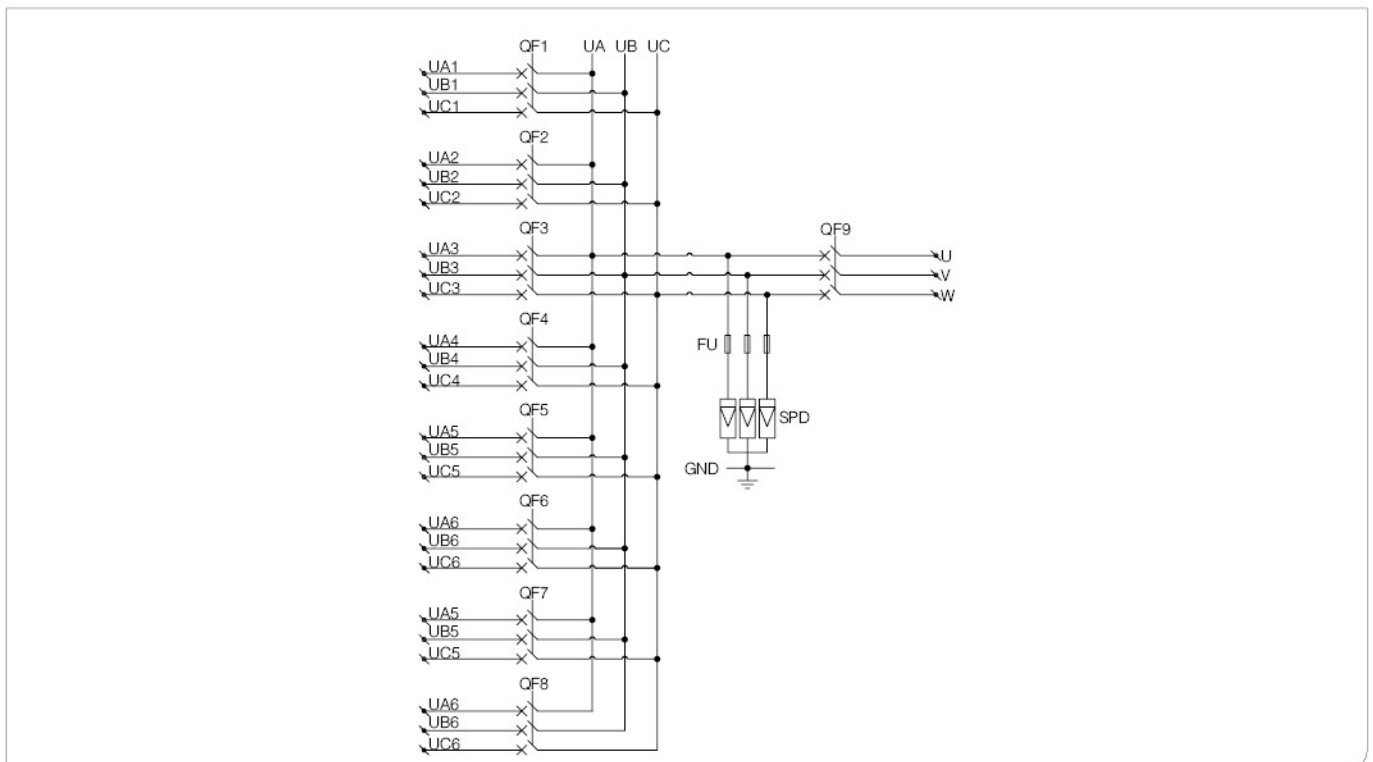 QF1 UA UB UC
UA1
UB1
UC1
QF2
UA2
UB2
UC2
QF3
UA3
UB3
UC3
QF9
U
V
W
QF4
UA4
UB4
UC4
FU
SPD
GND
QF5
UA5
UB5
UC5
QF6
UA6
UB6
UC6
QF7
UA5
UB5
UC5
QF8
UA6
UB6
UC6